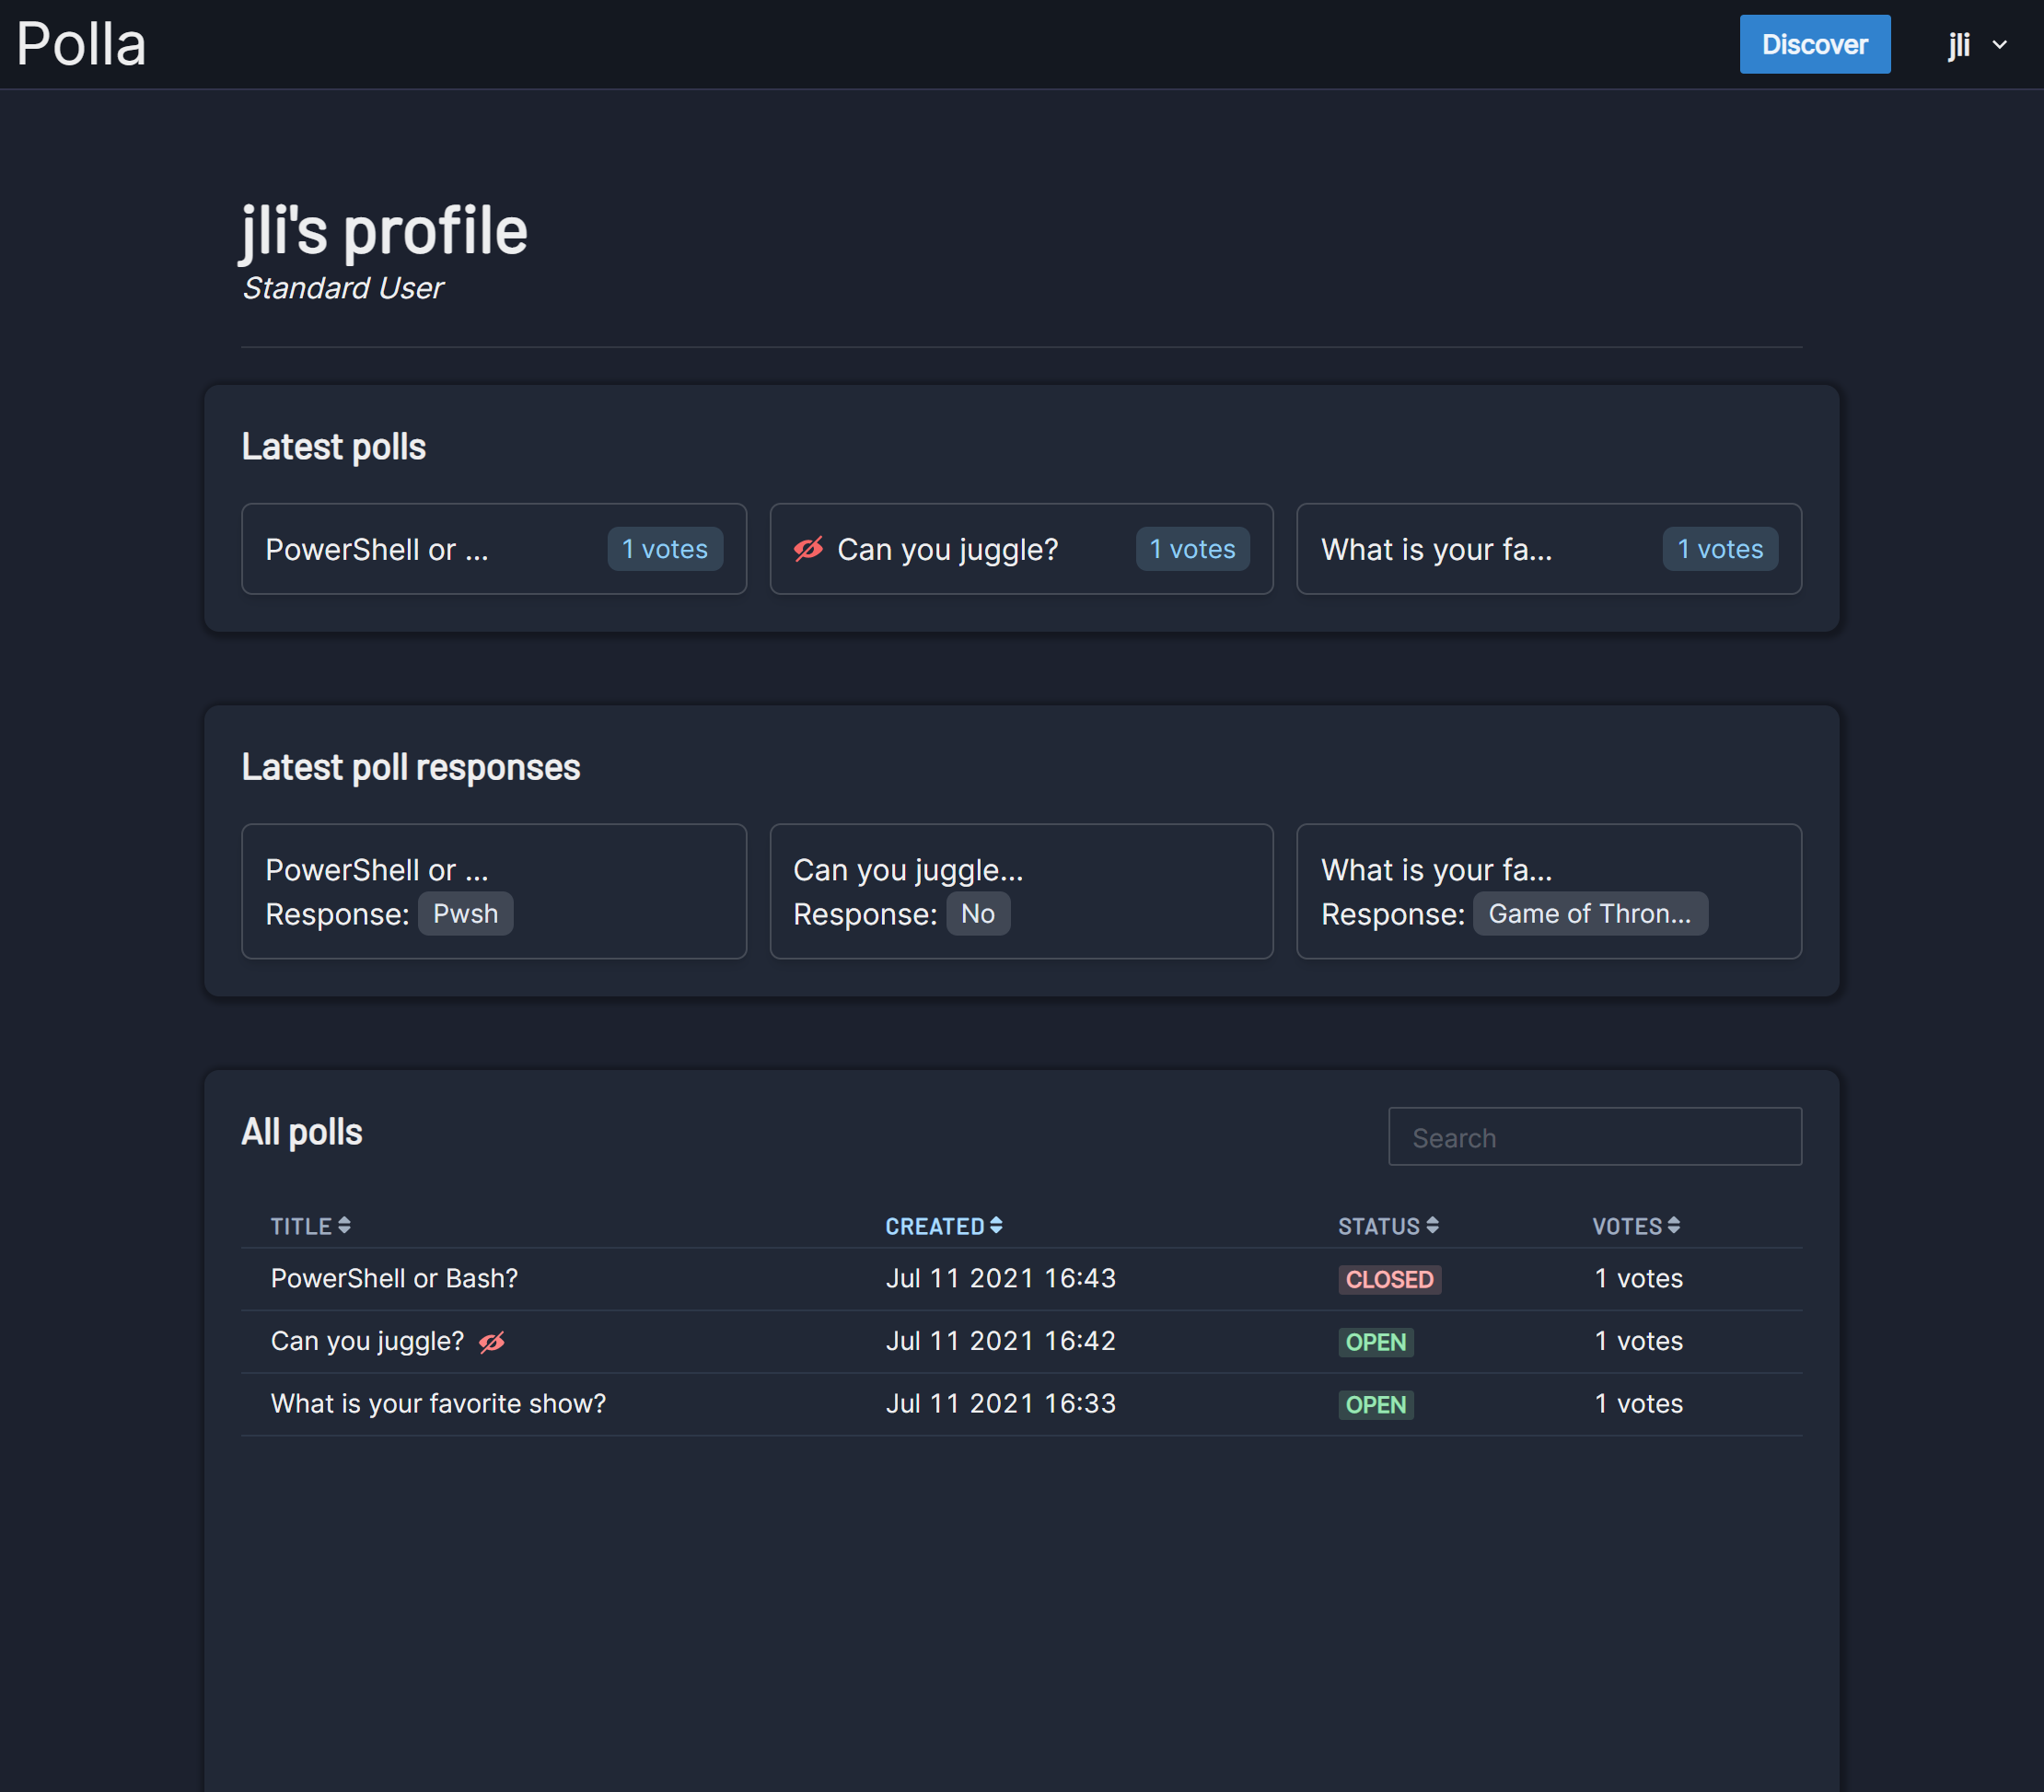 Polla
Discover
jli
jli's profile
Standard User
Latest polls
PowerShell or ... 1 votes
Can you juggle? 1 votes
What is your fa... 1 votes
Latest poll responses
PowerShell or ...
Response: Pwsh
Can you juggle...
Response: No
What is your fa...
Response: Game of Thron...
All polls
Search
TITLE CREATED STATUS VOTES
PowerShell or Bash? Jul 11 2021 16:43 CLOSED 1 votes
Can you juggle? Jul 11 2021 16:42 OPEN 1 votes
What is your favorite show? Jul 11 2021 16:33 OPEN 1 votes